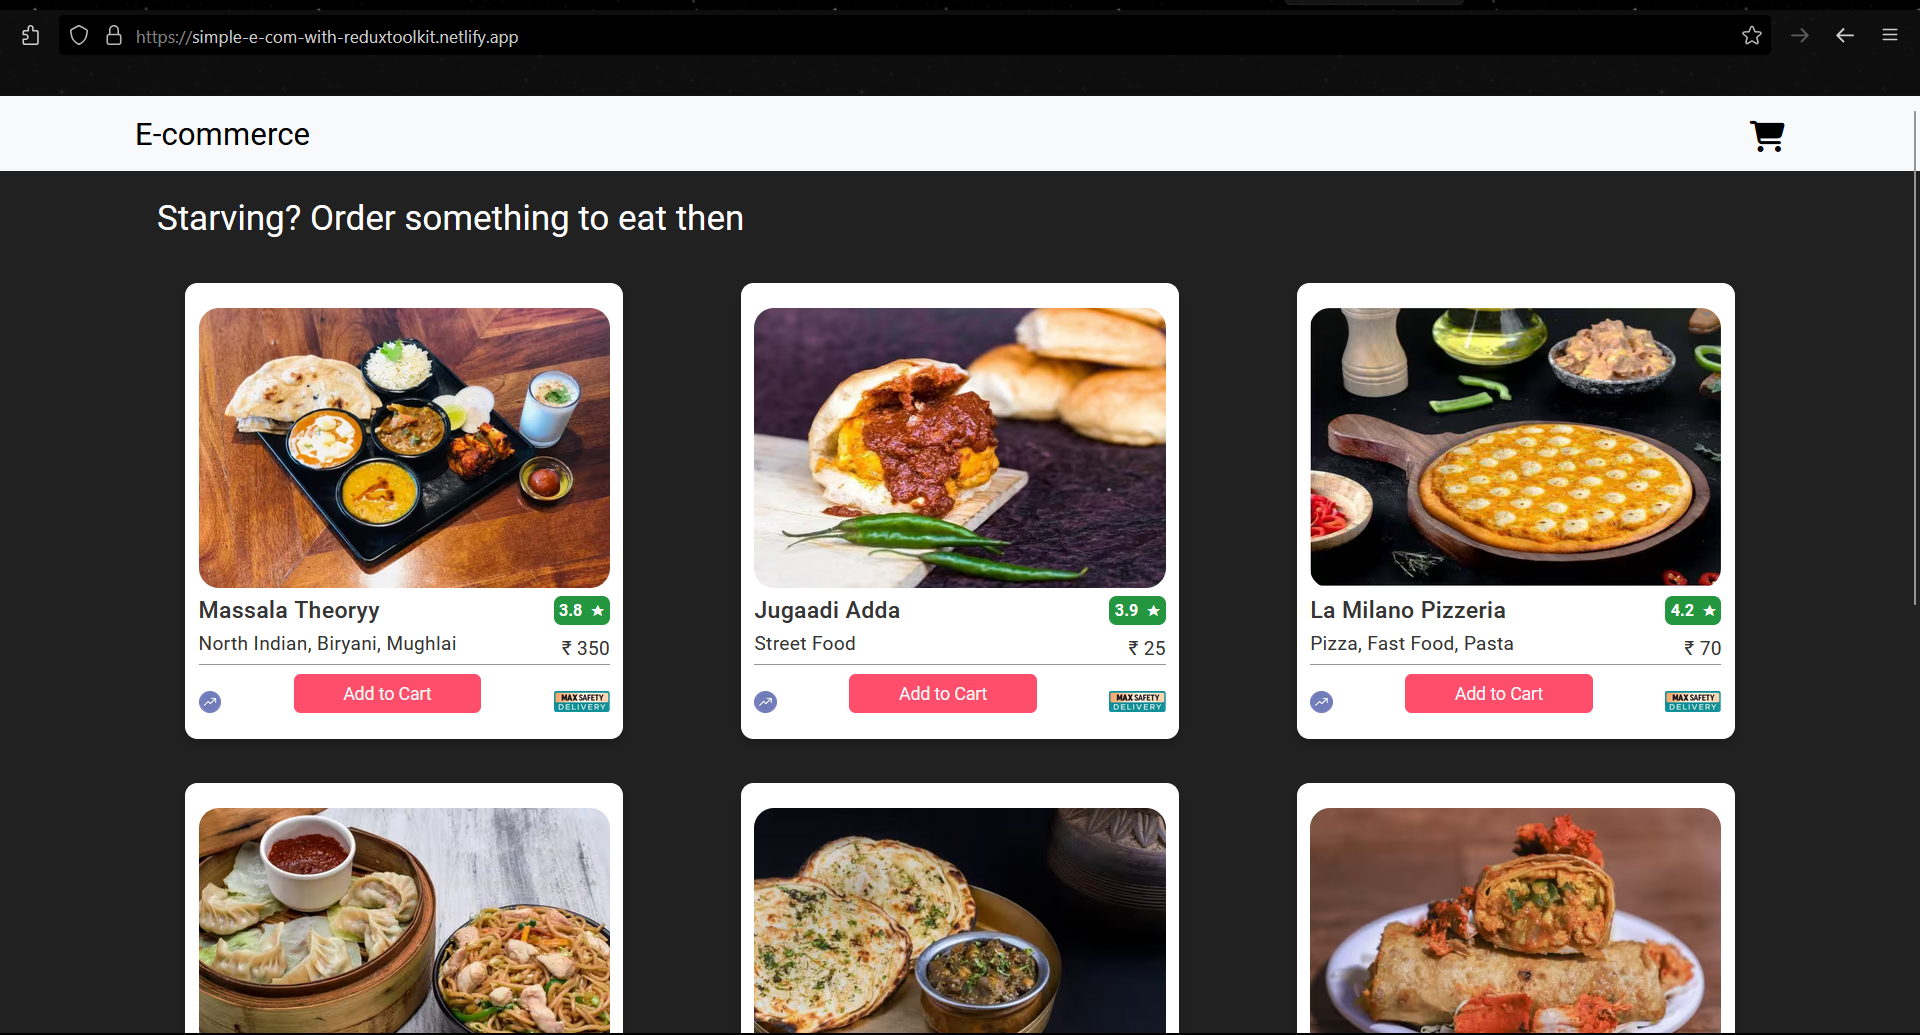 https://simple-e-com-with-reduxtoolkit.netlify.app
E-commerce
Starving? Order something to eat then
Massala Theoryy
3.8 ★
North Indian, Biryani, Mughlai
₹ 350
Add to Cart
MAX SAFETY
DELIVERY
Jugaadi Adda
3.9 ★
Street Food
₹ 25
Add to Cart
MAX SAFETY
DELIVERY
La Milano Pizzeria
4.2 ★
Pizza, Fast Food, Pasta
₹ 70
Add to Cart
MAX SAFETY
DELIVERY